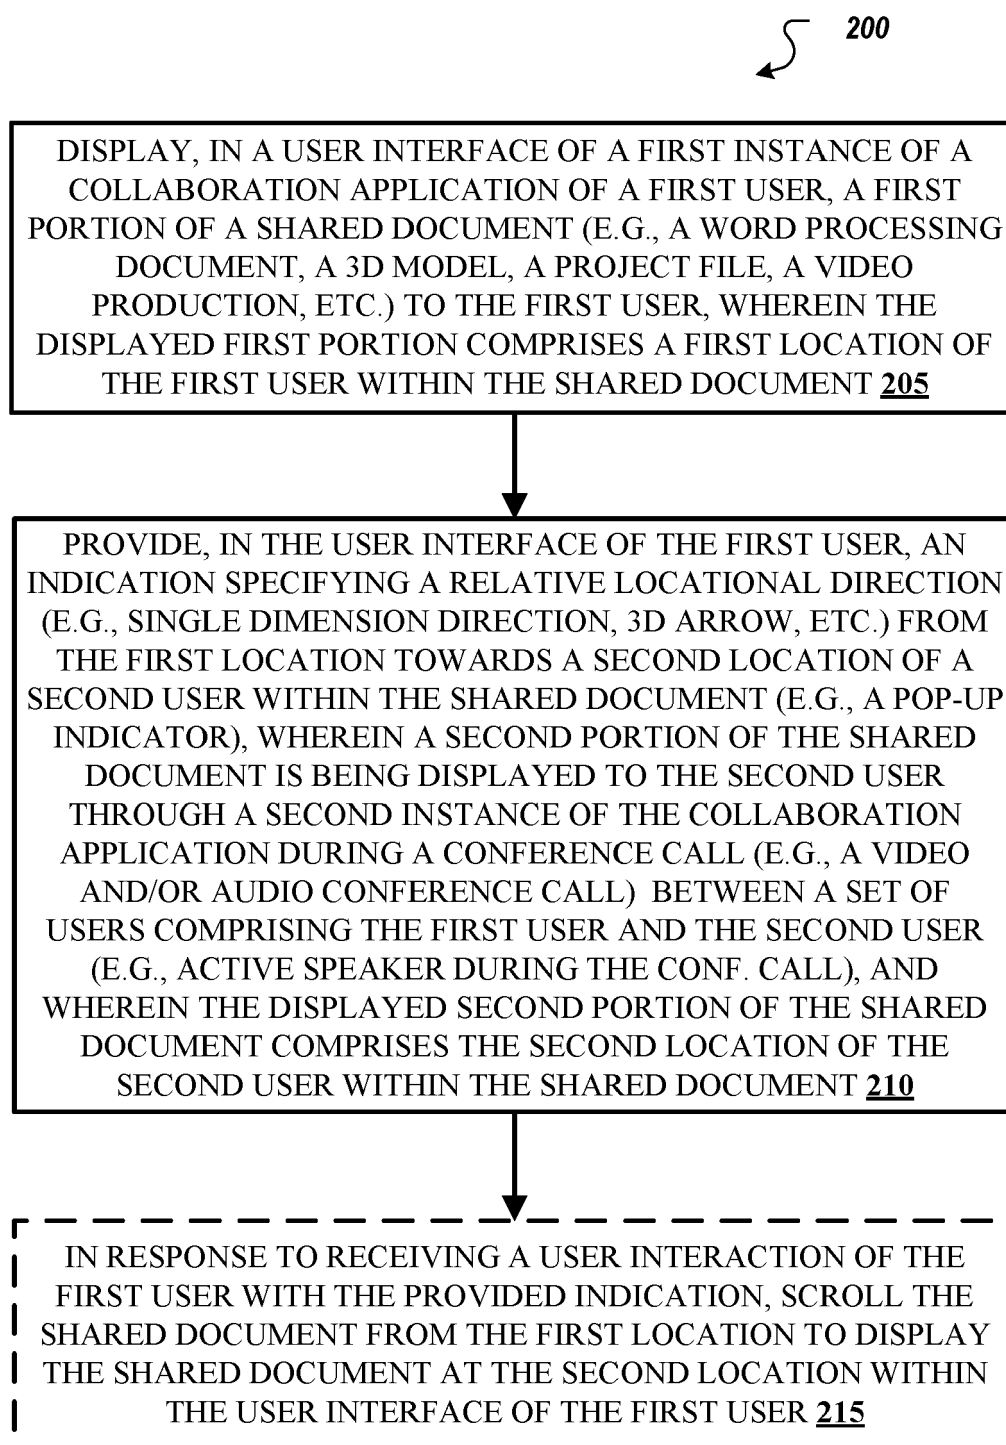 200
DISPLAY, IN A USER INTERFACE OF A FIRST INSTANCE OF A
COLLABORATION APPLICATION OF A FIRST USER, A FIRST
PORTION OF A SHARED DOCUMENT (E.G., A WORD PROCESSING
DOCUMENT, A 3D MODEL, A PROJECT FILE, A VIDEO
PRODUCTION, ETC.) TO THE FIRST USER, WHEREIN THE
DISPLAYED FIRST PORTION COMPRISES A FIRST LOCATION OF
THE FIRST USER WITHIN THE SHARED DOCUMENT 205
PROVIDE, IN THE USER INTERFACE OF THE FIRST USER, AN
INDICATION SPECIFYING A RELATIVE LOCATIONAL DIRECTION
(E.G., SINGLE DIMENSION DIRECTION, 3D ARROW, ETC.) FROM
THE FIRST LOCATION TOWARDS A SECOND LOCATION OF A
SECOND USER WITHIN THE SHARED DOCUMENT (E.G., A POP-UP
INDICATOR), WHEREIN A SECOND PORTION OF THE SHARED
DOCUMENT IS BEING DISPLAYED TO THE SECOND USER
THROUGH A SECOND INSTANCE OF THE COLLABORATION
APPLICATION DURING A CONFERENCE CALL (E.G., A VIDEO
AND/OR AUDIO CONFERENCE CALL) BETWEEN A SET OF
USERS COMPRISING THE FIRST USER AND THE SECOND USER
(E.G., ACTIVE SPEAKER DURING THE CONF. CALL), AND
WHEREIN THE DISPLAYED SECOND PORTION OF THE SHARED
DOCUMENT COMPRISES THE SECOND LOCATION OF THE
SECOND USER WITHIN THE SHARED DOCUMENT 210
IN RESPONSE TO RECEIVING A USER INTERACTION OF THE
FIRST USER WITH THE PROVIDED INDICATION, SCROLL THE
SHARED DOCUMENT FROM THE FIRST LOCATION TO DISPLAY
THE SHARED DOCUMENT AT THE SECOND LOCATION WITHIN
THE USER INTERFACE OF THE FIRST USER 215